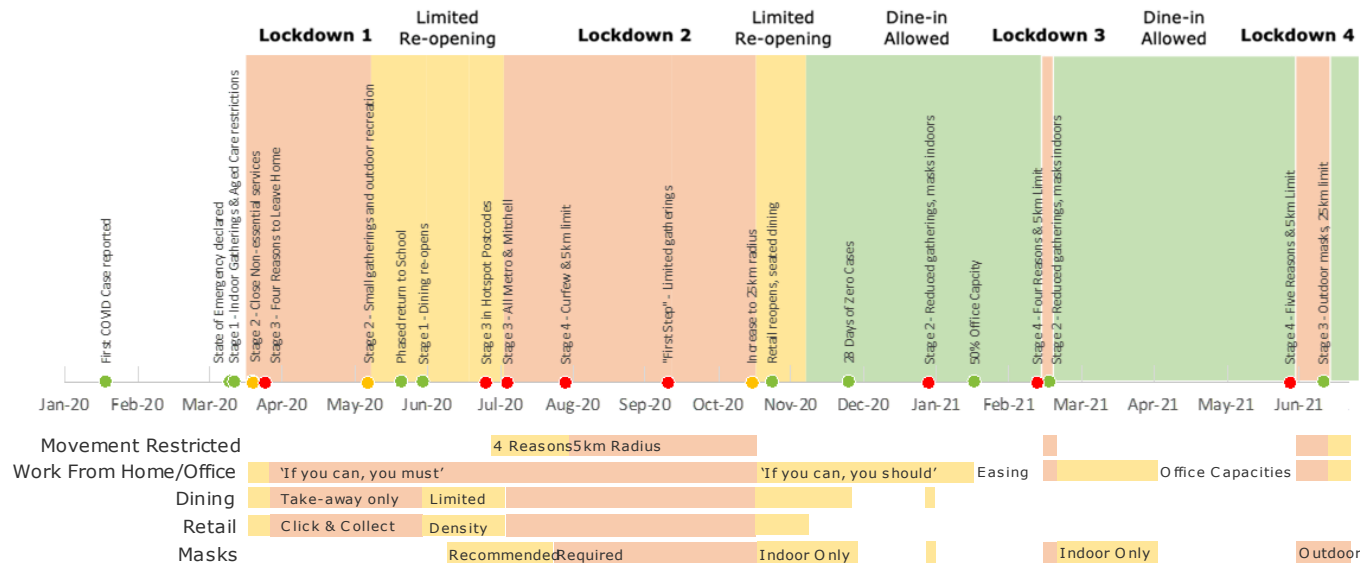 Lockdown 1
Limited
Re-opening
Lockdown 2
Limited
Re-opening
Dine-in
Allowed
Lockdown 3
Dine-in
Allowed
Lockdown 4
First COVID Case reported
State of Emergency declared
Stage 1 - Indoor Gatherings & Aged Care restrictions
Stage 2 - Close Non-essential services
Stage 3 - Four Reasons to Leave Home
Stage 2 - Small gatherings and outdoor recreation
Phased return to School
Stage 1 - Dining re-opens
Stage 3 in Hotspot Postcodes
Stage 3 - All Metro & Mitchell
Stage 4 - Curfew & 5km limit
"First Step" - Limited gatherings
Increase to 25km radius
Retail reopens, seated dining
28 Days of Zero Cases
Stage 2 - Reduced gatherings, masks indoors
50% Office Capcity
Stage 4 - Four Reasons & 5km Limit
Stage 2 - Reduced gatherings, masks indoors
Stage 4 - Five Reasons & 5km Limit
Stage 3 - Outdoor masks, 25km limit
Jan-20 Feb-20 Mar-20 Apr-20 May-20 Jun-20 Jul-20 Aug-20 Sep-20 Oct-20 Nov-20 Dec-20 Jan-21 Feb-21 Mar-21 Apr-21 May-21 Jun-21
Movement Restricted 4 Reasons 5km Radius
Work From Home/Office 'If you can, you must' 'If you can, you should' Easing Office Capacities
Dining Take-away only Limited
Retail Click & Collect Density
Masks Recommended Required Indoor Only Indoor Only Outdoor